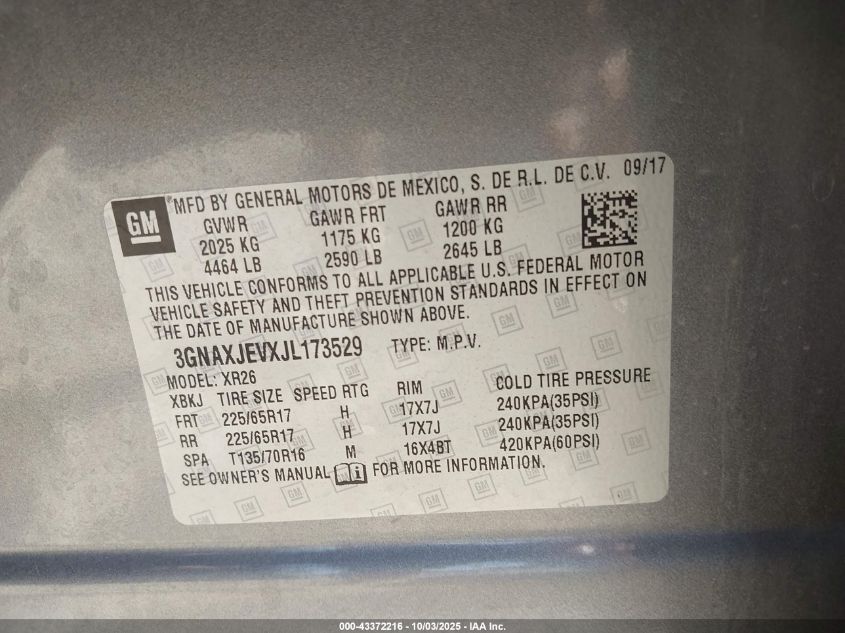 GM ® MFD BY GENERAL MOTORS DE MEXICO, S. DE R.L. DE C.V. 09/17
GVWR GAWR FRT GAWR RR
2025 KG 1175 KG 1200 KG
4464 LB 2590 LB 2645 LB
THIS VEHICLE CONFORMS TO ALL APPLICABLE U.S. FEDERAL MOTOR
VEHICLE SAFETY AND THEFT PREVENTION STANDARDS IN EFFECT ON
THE DATE OF MANUFACTURE SHOWN ABOVE.
3GNAXJEVXJL173529 TYPE: M.P.V.
MODEL: XR26
XBKJ TIRE SIZE SPEED RTG RIM COLD TIRE PRESSURE
FRT 225/65R17 H 17X7J 240KPA(35PSI)
RR 225/65R17 H 17X7J 240KPA(35PSI)
SPA T135/70R16 M 16X4BT 420KPA(60PSI)
SEE OWNER'S MANUAL FOR MORE INFORMATION.
000-43372216 - 10/03/2025 - IAA Inc.